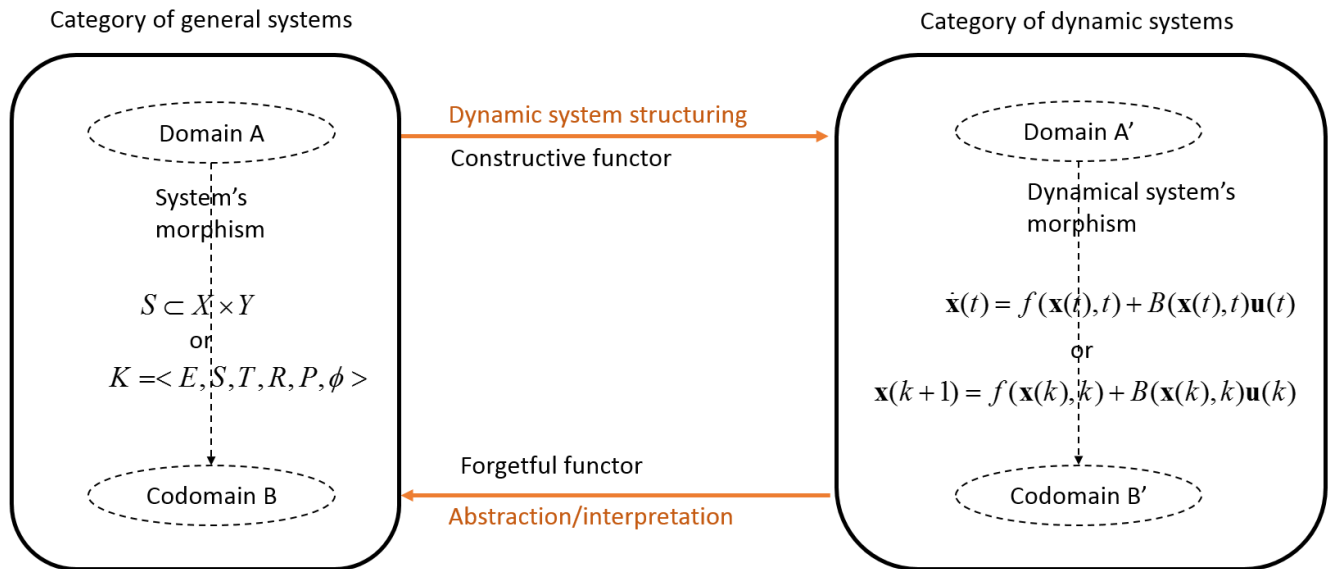 Category of general systems
Category of dynamic systems
Domain A
System's
morphism
S ⊂ X × Y
or
K =< E, S, T, R, P, ϕ >
Codomain B
Dynamic system structuring
Constructive functor
Forgetful functor
Abstraction/interpretation
Domain A’
Dynamical system’s
morphism
ẋ(t) = f(x(t),t) + B(x(t),t)u(t)
or
x(k+1) = f(x(k),k) + B(x(k),k)u(k)
Codomain B’